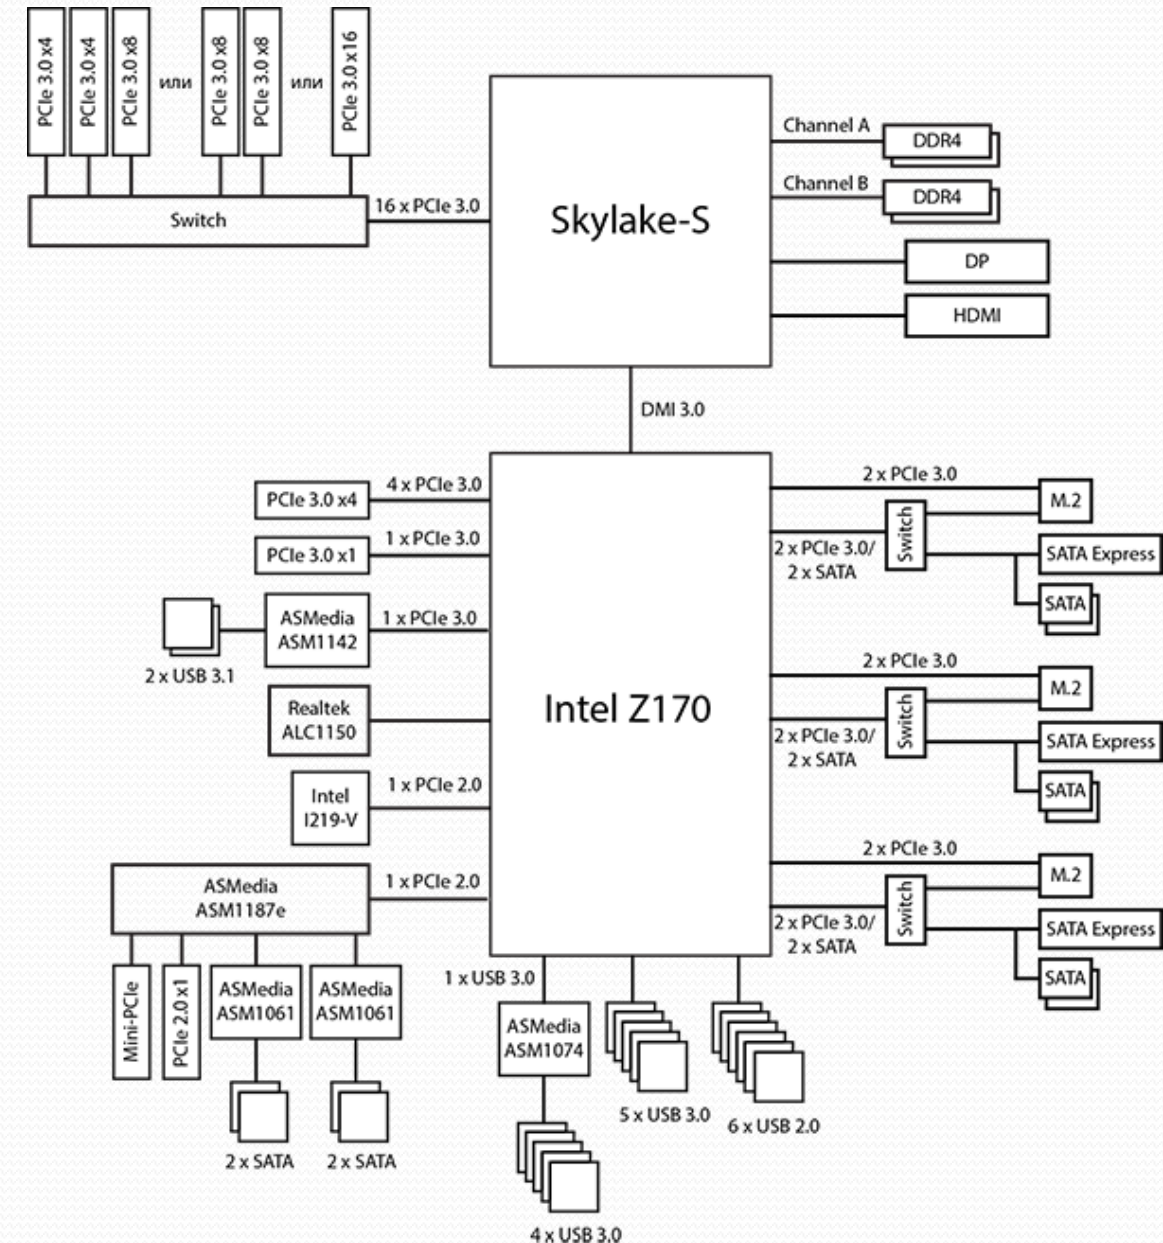 PCIe 3.0 x4
PCIe 3.0 x4
PCIe 3.0 x8
или
PCIe 3.0 x8
PCIe 3.0 x8
или
PCIe 3.0 x16
Switch
16 x PCIe 3.0
Skylake-S
Channel A
DDR4
Channel B
DDR4
DP
HDMI
DMI 3.0
Intel Z170
4 x PCIe 3.0
PCIe 3.0 x4
1 x PCIe 3.0
PCIe 3.0 x1
ASMedia
ASM1142
1 x PCIe 3.0
2 x USB 3.1
Realtek
ALC1150
Intel
I219-V
1 x PCIe 2.0
ASMedia
ASM1187e
1 x PCIe 2.0
Mini-PCIe
PCIe 2.0 x1
ASMedia
ASM1061
ASMedia
ASM1061
2 x SATA
2 x SATA
1 x USB 3.0
ASMedia
ASM1074
4 x USB 3.0
5 x USB 3.0
6 x USB 2.0
2 x PCIe 3.0
M.2
Switch
2 x PCIe 3.0/
2 x SATA
SATA Express
SATA
2 x PCIe 3.0
M.2
Switch
2 x PCIe 3.0/
2 x SATA
SATA Express
SATA
2 x PCIe 3.0
M.2
Switch
2 x PCIe 3.0/
2 x SATA
SATA Express
SATA